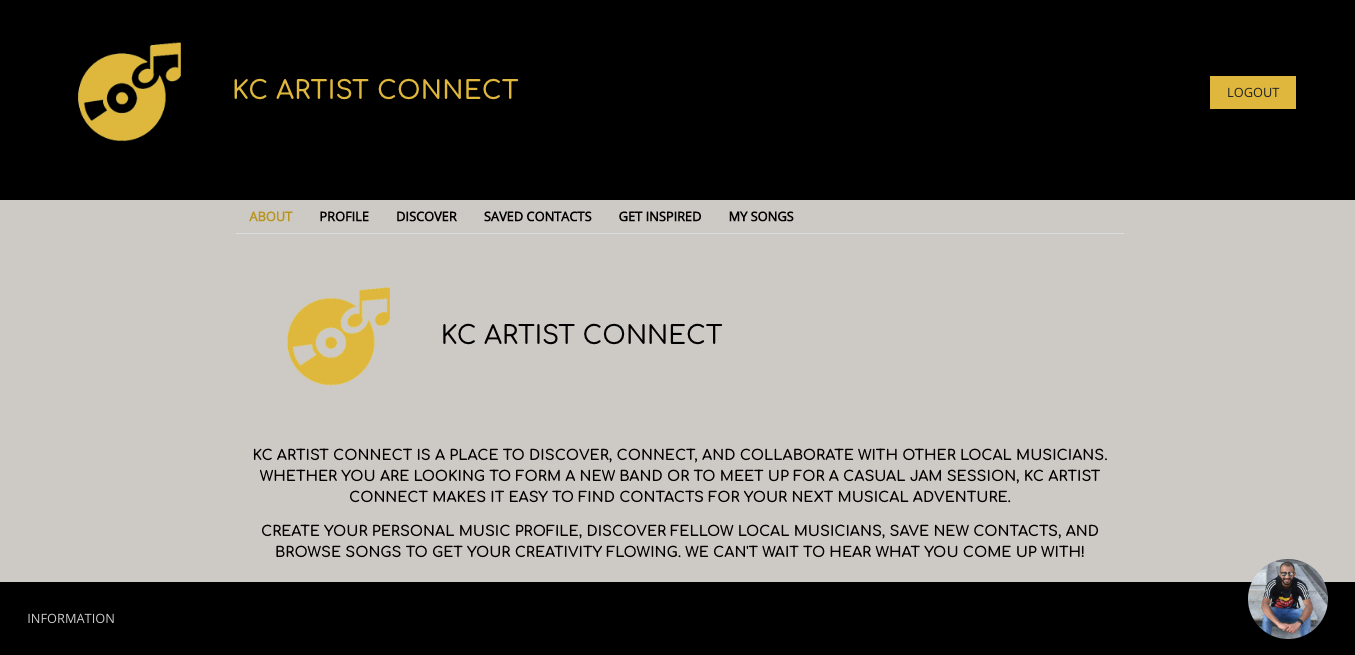 KC ARTIST CONNECT
LOGOUT
ABOUT PROFILE DISCOVER SAVED CONTACTS GET INSPIRED MY SONGS
KC ARTIST CONNECT
KC ARTIST CONNECT IS A PLACE TO DISCOVER, CONNECT, AND COLLABORATE WITH OTHER LOCAL MUSICIANS.
WHETHER YOU ARE LOOKING TO FORM A NEW BAND OR TO MEET UP FOR A CASUAL JAM SESSION, KC ARTIST
CONNECT MAKES IT EASY TO FIND CONTACTS FOR YOUR NEXT MUSICAL ADVENTURE.
CREATE YOUR PERSONAL MUSIC PROFILE, DISCOVER FELLOW LOCAL MUSICIANS, SAVE NEW CONTACTS, AND
BROWSE SONGS TO GET YOUR CREATIVITY FLOWING. WE CAN'T WAIT TO HEAR WHAT YOU COME UP WITH!
INFORMATION